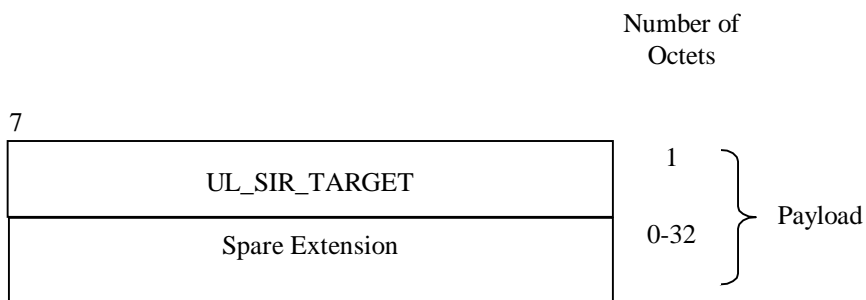 Number of
Octets
7
UL_SIR_TARGET
1
Spare Extension
0-32
Payload